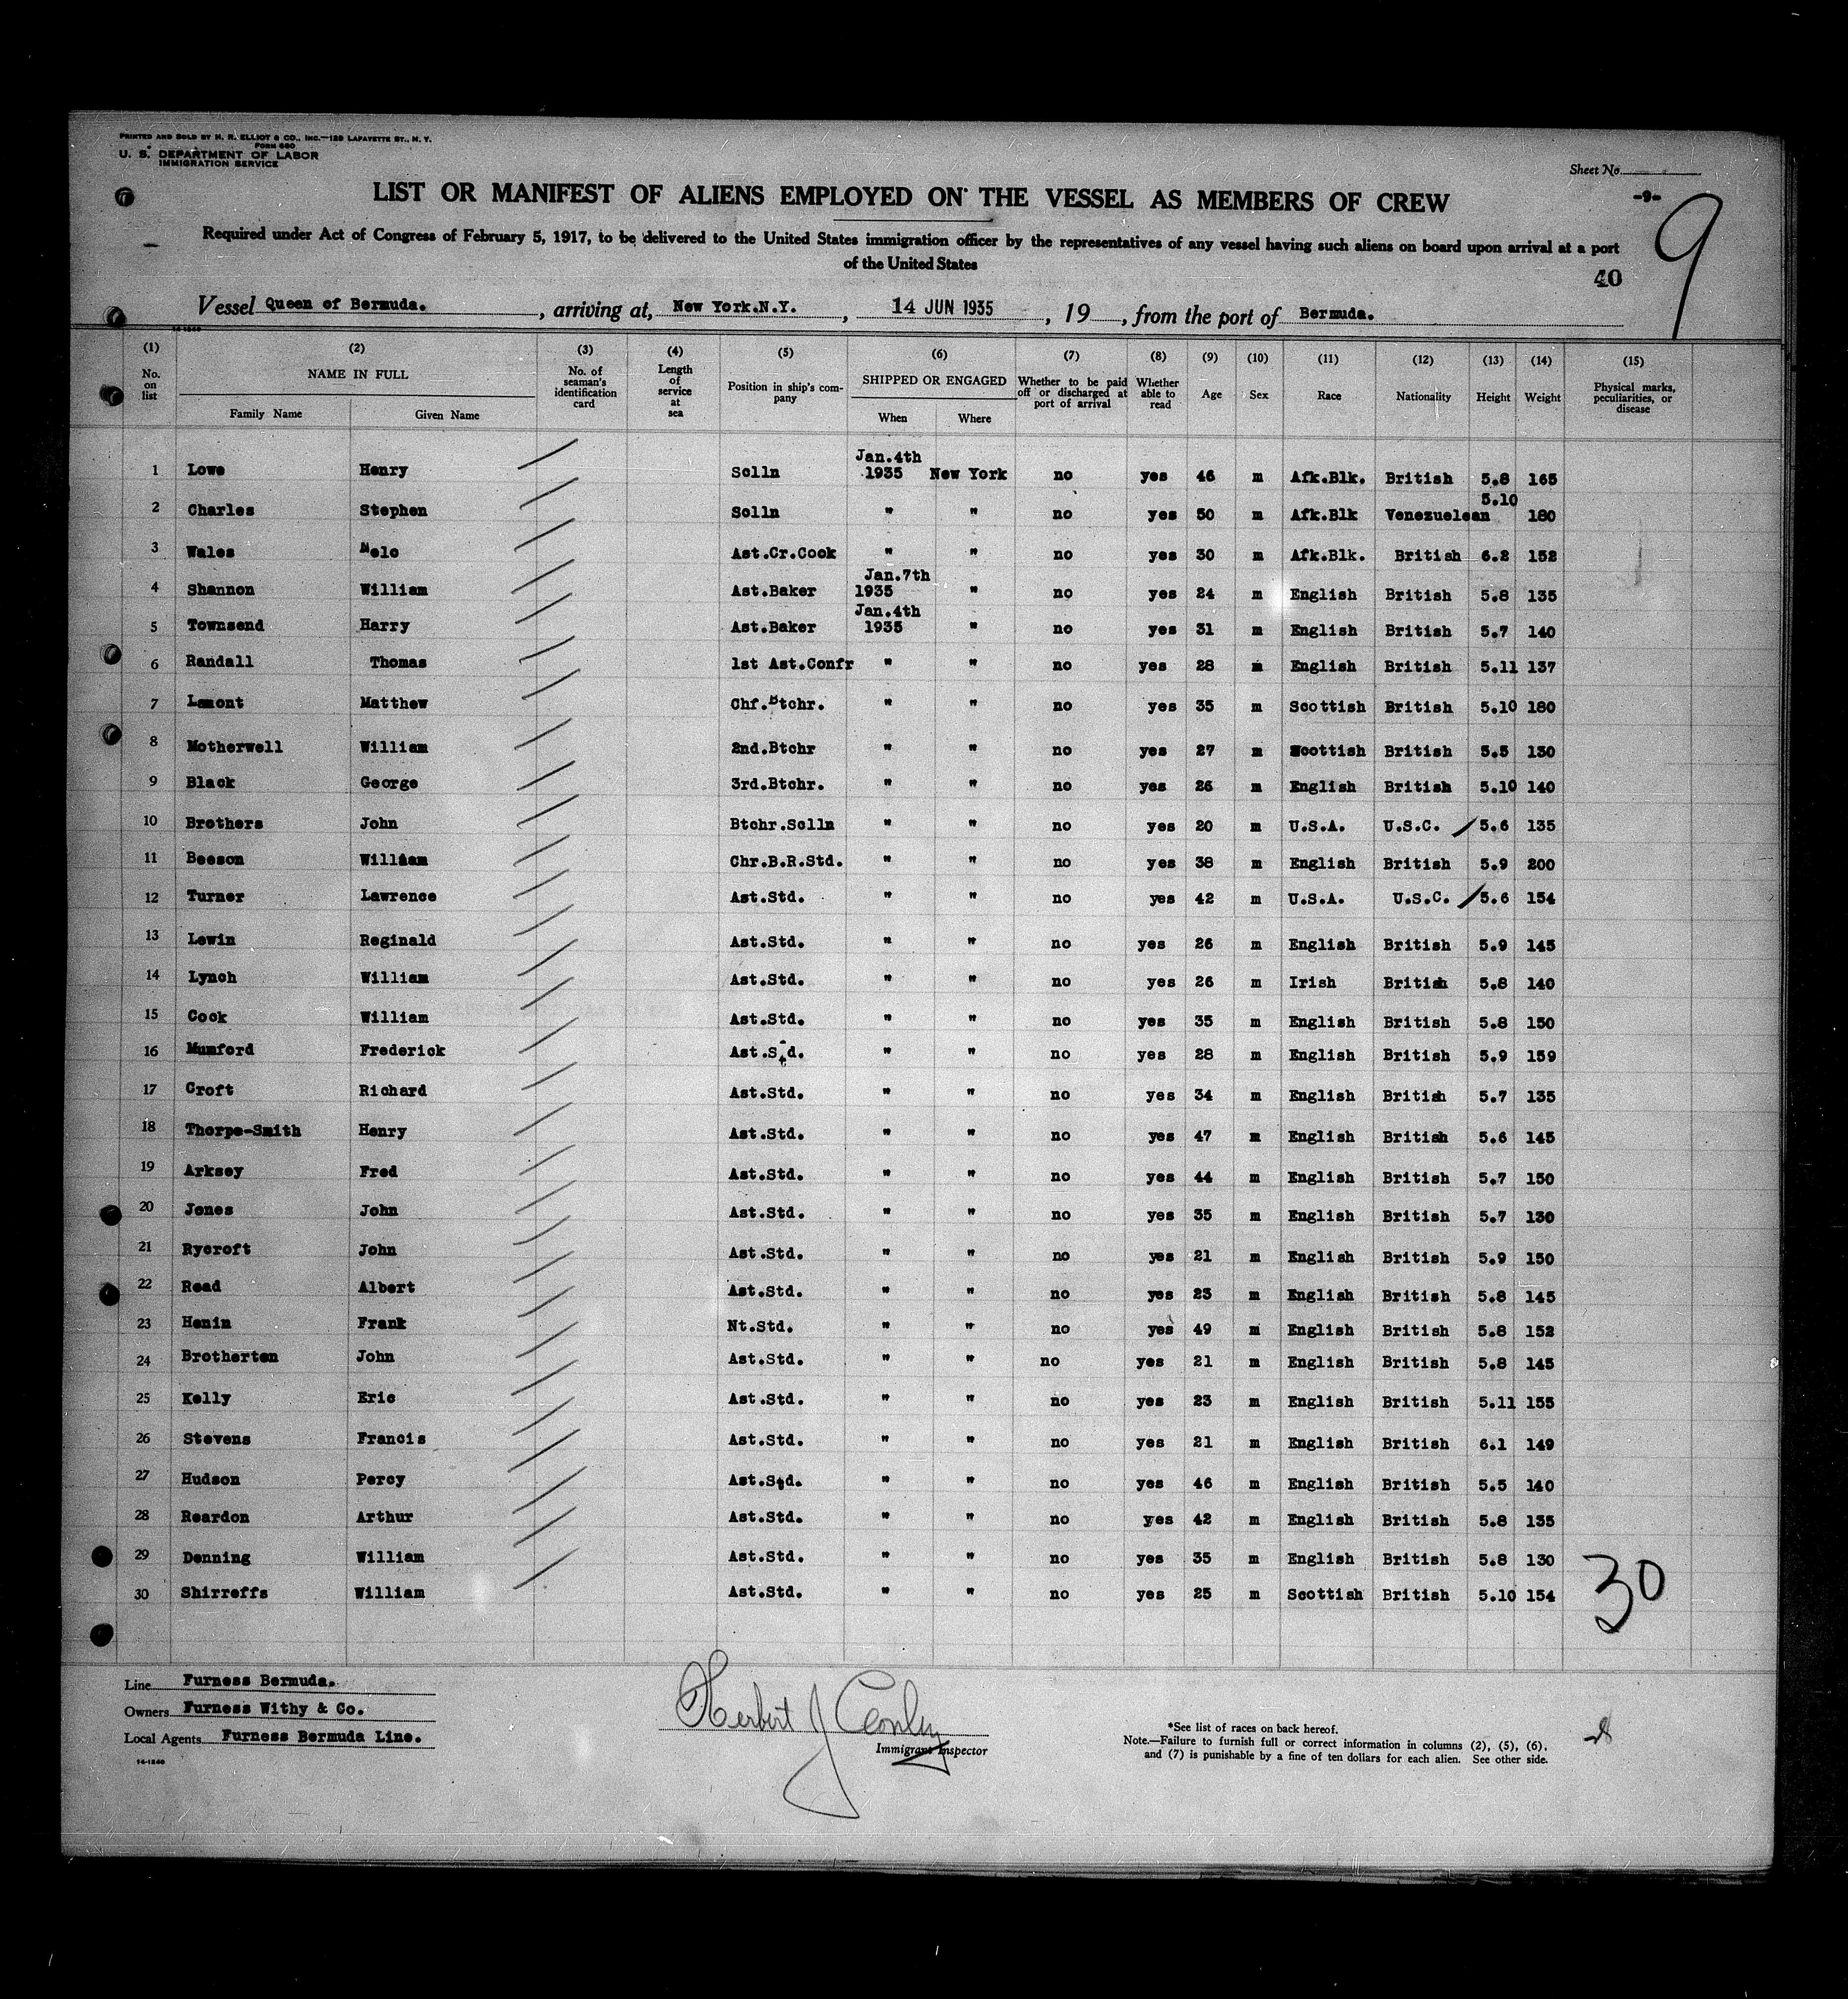 PRINTED AND SOLD BY H. R. ELLIOT & CO., INC.—129 LAFAYETTE ST., N. Y.
FORM 680
U. S. DEPARTMENT OF LABOR
IMMIGRATION SERVICE
Sheet No.
-9-
9
LIST OR MANIFEST OF ALIENS EMPLOYED ON THE VESSEL AS MEMBERS OF CREW
Required under Act of Congress of February 5, 1917, to be delivered to the United States immigration officer by the representatives of any vessel having such aliens on board upon arrival at a port
of the United States
40
Vessel Queen of Bermuda. , arriving at, New York.N.Y. , 14 JUN 1935 , 19 , from the port of Bermuda.
(1) (2) (3) (4) (5) (6) (7) (8) (9) (10) (11) (12) (13) (14) (15)
No. on list NAME IN FULL Family Name Given Name No. of seaman's identification card Length of service at sea Position in ship's company SHIPPED OR ENGAGED When Where Whether to be paid off or discharged at port of arrival Whether able to read Age Sex Race Nationality Height Weight Physical marks, peculiarities, or disease
1 Lowe Henry Sclln Jan.4th 1935 New York no yes 46 m Afk.Blk. British 5.8 165
2 Charles Stephen Sclln " " no yes 50 m Afk.Blk Venezuelean 5.10 180
3 Wales Melo Ast.Cr.Cook " " no yes 30 m Afk.Blk. British 6.2 152
4 Shannon William Ast.Baker Jan.7th 1935 " no yes 24 m English British 5.8 135
5 Townsend Harry Ast.Baker Jan.4th 1935 " no yes 31 m English British 5.7 140
6 Randall Thomas 1st Ast.Confr " " no yes 28 m English British 5.11 137
7 Lamont Matthew Chf.Btchr. " " no yes 35 m Scottish British 5.10 180
8 Motherwell William 2nd.Btchr " " no yes 27 m Scottish British 5.5 130
9 Black George 3rd.Btchr. " " no yes 26 m English British 5.10 140
10 Brothers John Btchr.Sclln " " no yes 20 m U.S.A. U.S.C. 5.6 135
11 Beeson William Chr.B.R.Std. " " no yes 38 m English British 5.9 200
12 Turner Lawrence Ast.Std. " " no yes 42 m U.S.A. U.S.C. 5.6 154
13 Lewin Reginald Ast.Std. " " no yes 26 m English British 5.9 145
14 Lynch William Ast.Std. " " no yes 26 m Irish British 5.8 140
15 Cook William Ast.Std. " " no yes 35 m English British 5.8 150
16 Mumford Frederick Ast.Std. " " no yes 28 m English British 5.9 159
17 Croft Richard Ast.Std. " " no yes 34 m English British 5.7 135
18 Thorpe-Smith Henry Ast.Std. " " no yes 47 m English British 5.6 145
19 Arksey Fred Ast.Std. " " no yes 44 m English British 5.7 150
20 Jones John Ast.Std. " " no yes 35 m English British 5.7 130
21 Rycroft John Ast.Std. " " no yes 21 m English British 5.9 150
22 Read Albert Ast.Std. " " no yes 23 m English British 5.8 145
23 Henin Frank Nt.Std. " " no yes 49 m English British 5.8 152
24 Brotherton John Ast.Std. " " no yes 21 m English British 5.8 145
25 Kelly Eric Ast.Std. " " no yes 23 m English British 5.11 155
26 Stevens Francis Ast.Std. " " no yes 21 m English British 6.1 149
27 Hudson Percy Ast.Std. " " no yes 46 m English British 5.5 140
28 Reardon Arthur Ast.Std. " " no yes 42 m English British 5.8 135
29 Denning William Ast.Std. " " no yes 35 m English British 5.8 130
30 Shirreffs William Ast.Std. " " no yes 25 m Scottish British 5.10 154
30
Line Furness Bermuda.
Owners Furness Withy & Co.
Local Agents Furness Bermuda Line.
14-1240
Herbert J Conley
Immigrant Inspector
*See list of races on back hereof.
Note.—Failure to furnish full or correct information in columns (2), (5), (6),
and (7) is punishable by a fine of ten dollars for each alien. See other side.